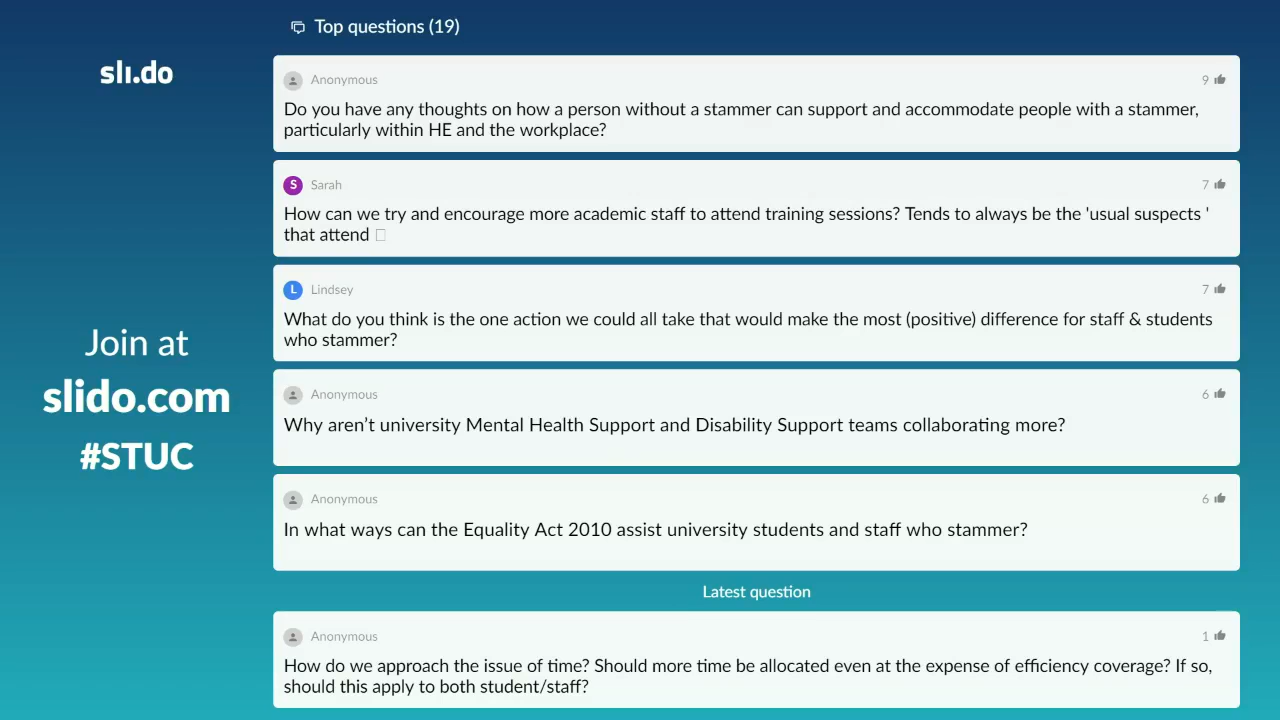 Top questions (19)
sli.do
Anonymous
9
Do you have any thoughts on how a person without a stammer can support and accommodate people with a stammer,
particularly within HE and the workplace?
S
Sarah
7
How can we try and encourage more academic staff to attend training sessions? Tends to always be the 'usual suspects '
that attend
L
Lindsey
7
What do you think is the one action we could all take that would make the most (positive) difference for staff & students
who stammer?
Join at
slido.com
#STUC
Anonymous
6
Why aren’t university Mental Health Support and Disability Support teams collaborating more?
Anonymous
6
In what ways can the Equality Act 2010 assist university students and staff who stammer?
Latest question
Anonymous
1
How do we approach the issue of time? Should more time be allocated even at the expense of efficiency coverage? If so,
should this apply to both student/staff?